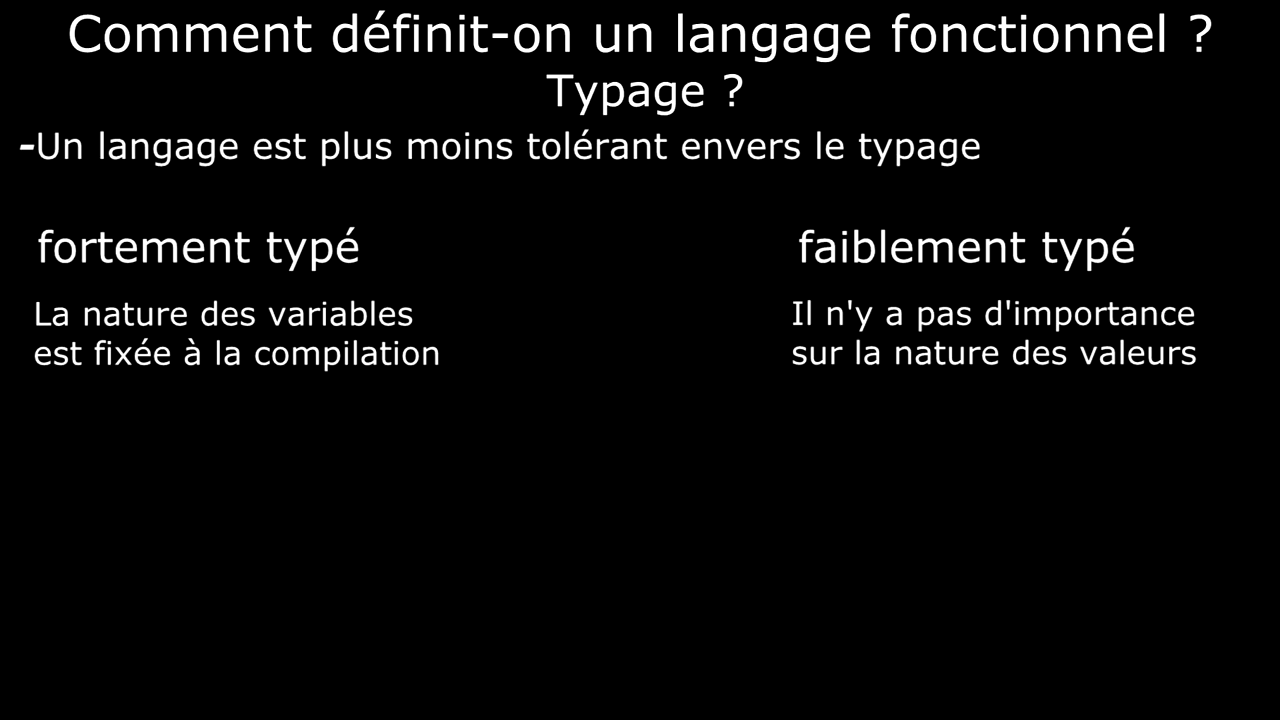 Comment définit-on un langage fonctionnel ?
Typage ?
-Un langage est plus moins tolérant envers le typage
fortement typé
faiblement typé
La nature des variables
est fixée à la compilation
Il n'y a pas d'importance
sur la nature des valeurs